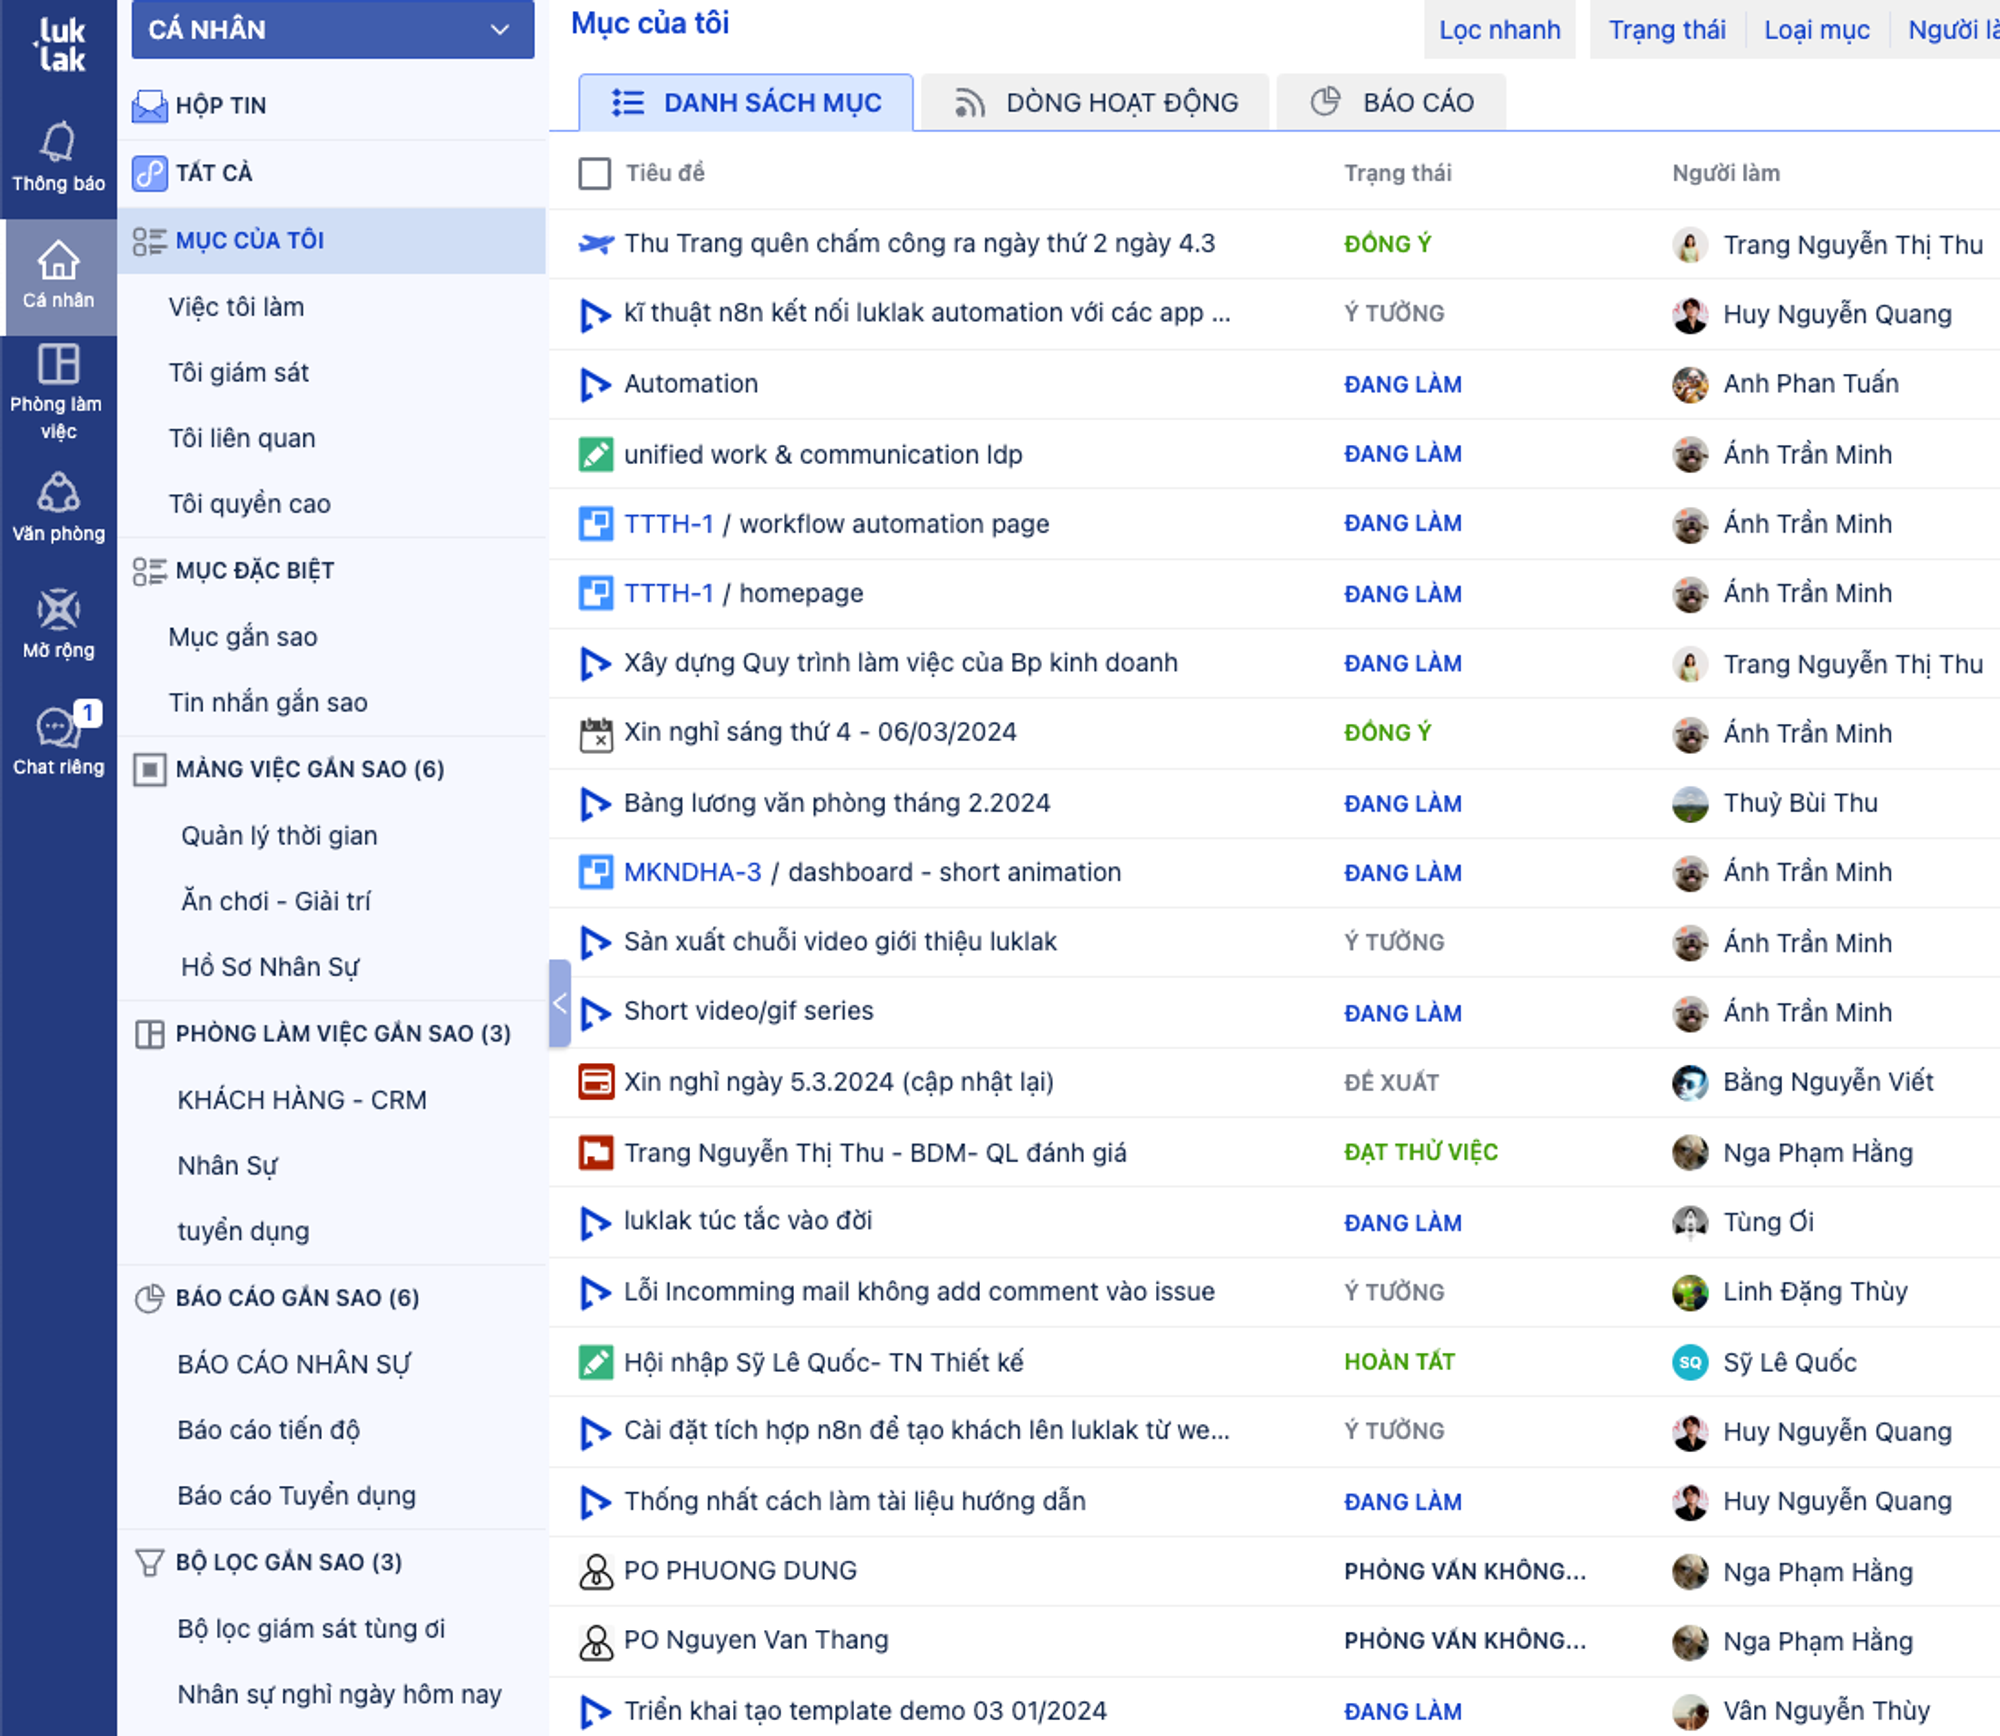 luk
lak
Thông báo
Cá nhân
Phòng làm
việc
Văn phòng
Mở rộng
1
Chat riêng
CÁ NHÂN
HỘP TIN
TẤT CẢ
MỤC CỦA TÔI
Việc tôi làm
Tôi giám sát
Tôi liên quan
Tôi quyền cao
MỤC ĐẶC BIỆT
Mục gắn sao
Tin nhắn gắn sao
MẢNG VIỆC GẮN SAO (6)
Quản lý thời gian
Ăn chơi - Giải trí
Hồ Sơ Nhân Sự
PHÒNG LÀM VIỆC GẮN SAO (3)
KHÁCH HÀNG - CRM
Nhân Sự
tuyển dụng
BÁO CÁO GẮN SAO (6)
BÁO CÁO NHÂN SỰ
Báo cáo tiến độ
Báo cáo Tuyển dụng
BỘ LỌC GẮN SAO (3)
Bộ lọc giám sát tùng ơi
Nhân sự nghỉ ngày hôm nay
Mục của tôi
Lọc nhanh Trạng thái Loại mục Người là
DANH SÁCH MỤC DÒNG HOẠT ĐỘNG BÁO CÁO
Tiêu đề Trạng thái Người làm
Thu Trang quên chấm công ra ngày thứ 2 ngày 4.3 ĐỒNG Ý Trang Nguyễn Thị Thu
kĩ thuật n8n kết nối luklak automation với các app ... Ý TƯỞNG Huy Nguyễn Quang
Automation ĐANG LÀM Anh Phan Tuấn
unified work & communication ldp ĐANG LÀM Ánh Trần Minh
TTTH-1 / workflow automation page ĐANG LÀM Ánh Trần Minh
TTTH-1 / homepage ĐANG LÀM Ánh Trần Minh
Xây dựng Quy trình làm việc của Bp kinh doanh ĐANG LÀM Trang Nguyễn Thị Thu
Xin nghỉ sáng thứ 4 - 06/03/2024 ĐỒNG Ý Ánh Trần Minh
Bảng lương văn phòng tháng 2.2024 ĐANG LÀM Thuỷ Bùi Thu
MKNDHA-3 / dashboard - short animation ĐANG LÀM Ánh Trần Minh
Sản xuất chuỗi video giới thiệu luklak Ý TƯỞNG Ánh Trần Minh
Short video/gif series ĐANG LÀM Ánh Trần Minh
Xin nghỉ ngày 5.3.2024 (cập nhật lại) ĐỀ XUẤT Bằng Nguyễn Viết
Trang Nguyễn Thị Thu - BDM- QL đánh giá ĐẠT THỬ VIỆC Nga Phạm Hằng
luklak túc tắc vào đời ĐANG LÀM Tùng Ơi
Lỗi Incomming mail không add comment vào issue Ý TƯỞNG Linh Đặng Thùy
Hội nhập Sỹ Lê Quốc- TN Thiết kế HOÀN TẤT SQ Sỹ Lê Quốc
Cài đặt tích hợp n8n để tạo khách lên luklak từ we... Ý TƯỞNG Huy Nguyễn Quang
Thống nhất cách làm tài liệu hướng dẫn ĐANG LÀM Huy Nguyễn Quang
PO PHUONG DUNG PHỎNG VẤN KHÔNG... Nga Phạm Hằng
PO Nguyen Van Thang PHỎNG VẤN KHÔNG... Nga Phạm Hằng
Triển khai tạo template demo 03 01/2024 ĐANG LÀM Vân Nguyễn Thùy